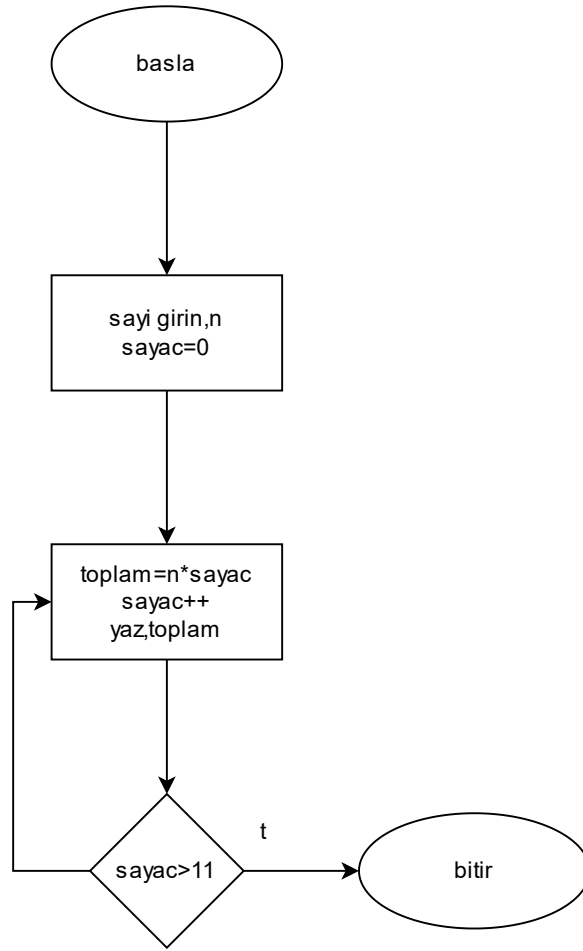 basla
sayi girin,n
sayac=0
toplam=n*sayac
sayac++
yaz,toplam
t
sayac>11
bitir